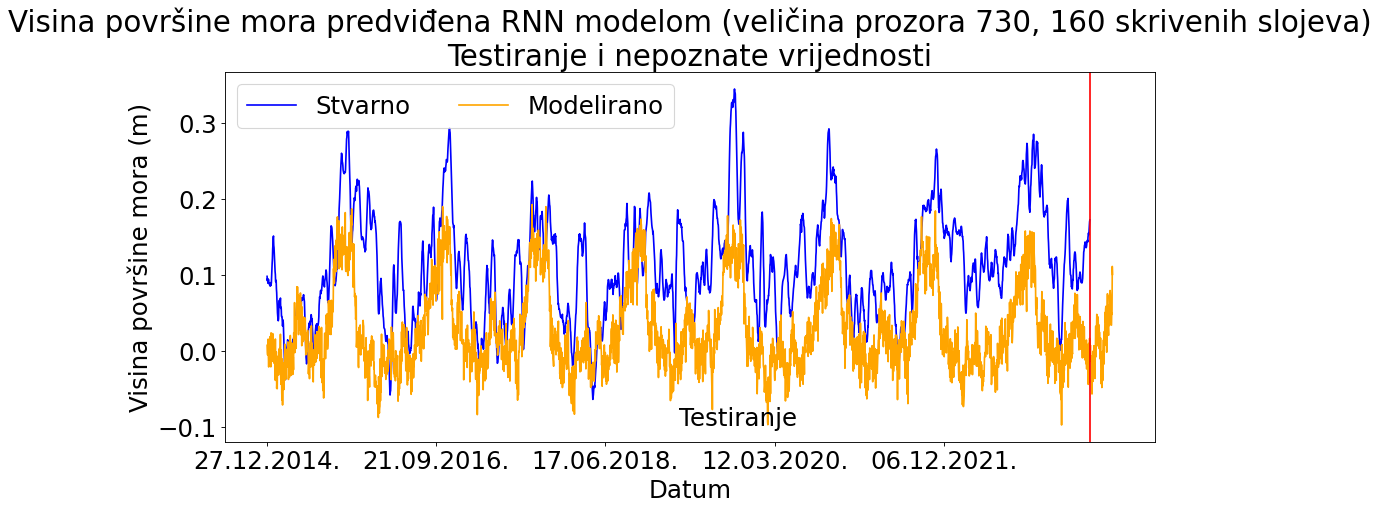 Visina površine mora predviđena RNN modelom (veličina prozora 730, 160 skrivenih slojeva)
Testiranje i nepoznate vrijednosti
Stvarno Modelirano
Visina površine mora (m)
0.3
0.2
0.1
0.0
−0.1
Testiranje
27.12.2014. 21.09.2016. 17.06.2018. 12.03.2020. 06.12.2021.
Datum